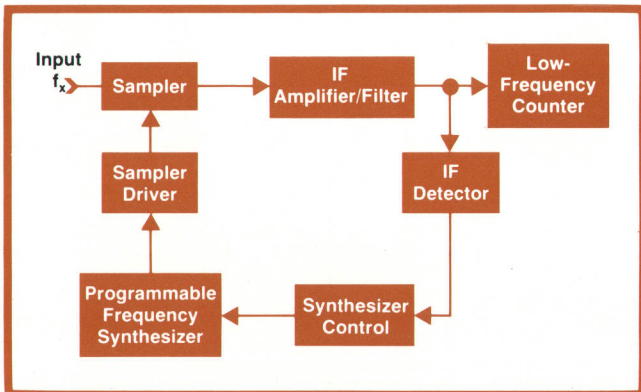 Input
fx
Sampler
IF
Amplifier/Filter
Low-
Frequency
Counter
Sampler
Driver
IF
Detector
Programmable
Frequency
Synthesizer
Synthesizer
Control